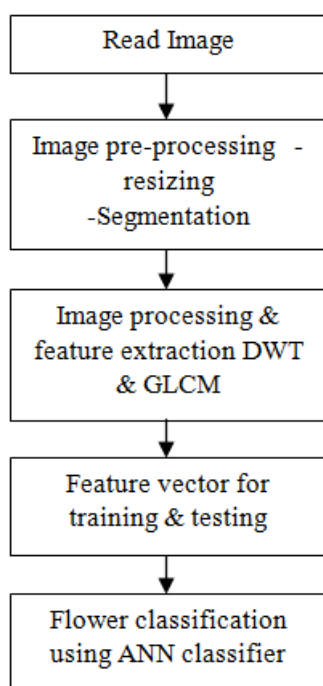 Read Image
Image pre-processing -
resizing
-Segmentation
Image processing &
feature extraction DWT
& GLCM
Feature vector for
training & testing
Flower classification
using ANN classifier